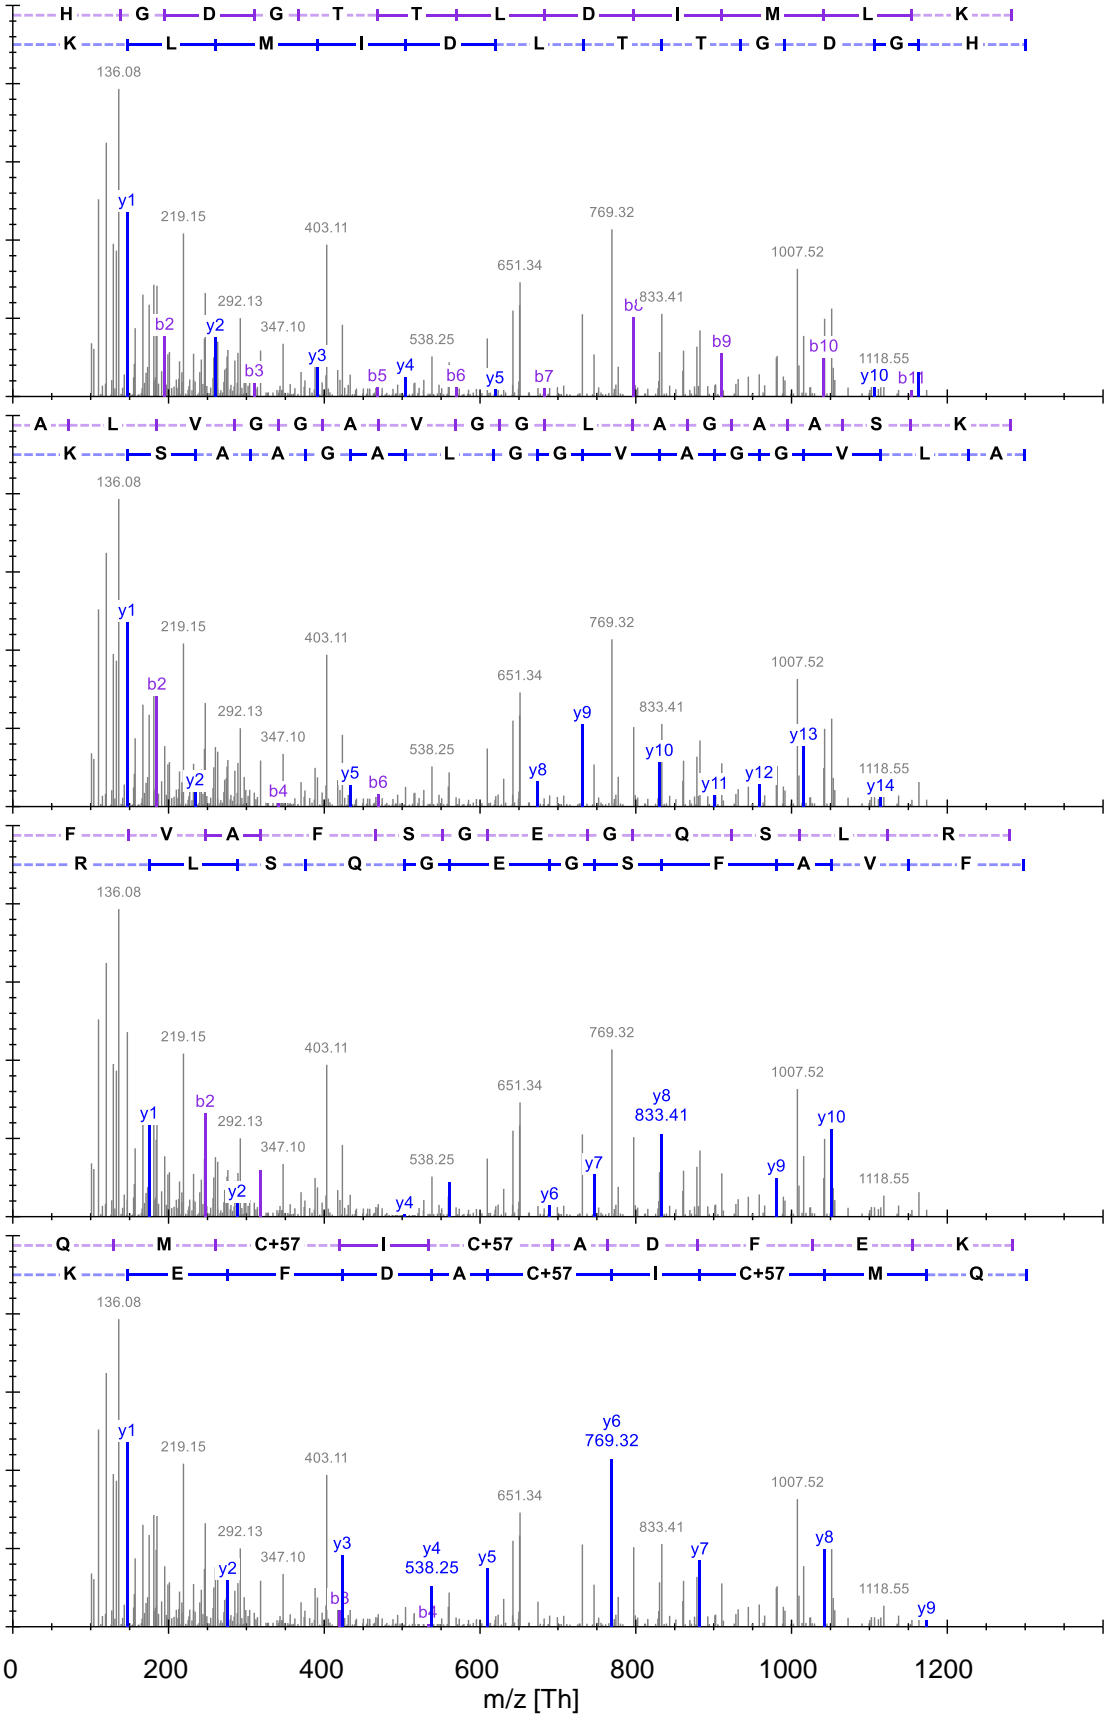 H G D G T T L D I M L K
K L M I D L T T G D G H
136.08
y1
219.15
769.32
403.11
1007.52
651.34
292.13
833.41
b2 y2 347.10
538.25
b9 b10
y3 1118.55
b3 y4 b5 b6 y5 b7 y10
A L V G G A V G G L A G A A S K
K S A A G A L G G V A G G V L A
136.08
y1
219.15
769.32
403.11
1007.52
651.34
b2
292.13 y9 833.41
347.10
538.25 y10 y13
1118.55
y2 b4 y5 b6 y8 y11 y12 y14
F V A F S G E G Q S L R
R L S Q G E G S F A V F
136.08
219.15
769.32
403.11
1007.52
651.34
y8
y1 b2 833.41 y10
292.13
347.10
538.25 y7 y9
y2 y4 y6 1118.55
Q M C+57 I C+57 A D F E K
K E F D A C+57 I C+57 M Q
136.08
y1
y6
769.32
219.15
403.11
1007.52
651.34
292.13 833.41
347.10 y3 y4 y5 y7 y8
538.25
y2 1118.55
b3 b4 y9
0 200 400 600 800 1000 1200
m/z [Th]